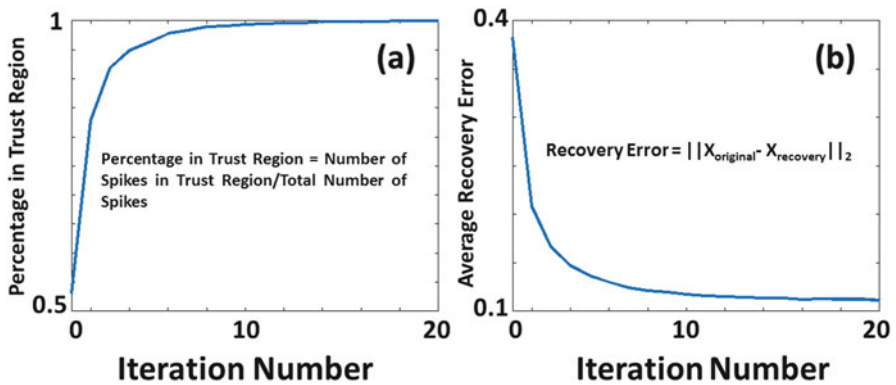 1
(a)
Percentage in Trust Region
Percentage in Trust Region = Number of
Spikes in Trust Region/Total Number of
Spikes
0.5
0
10
20
Iteration Number
0.4
(b)
Average Recovery Error
Recovery Error = ||Xoriginal- Xrecovery||2
0.1
0
10
20
Iteration Number